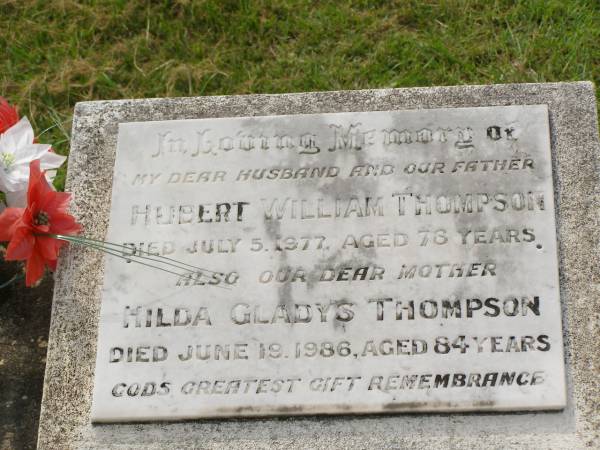 In Loving Memory of
MY DEAR HUSBAND AND OUR FATHER
HUBERT WILLIAM THOMPSON
DIED JULY 5.1977. AGED 78 YEARS.
ALSO OUR DEAR MOTHER
HILDA GLADYS THOMPSON
DIED JUNE 19.1986, AGED 84 YEARS
GODS GREATEST GIFT REMEMBRANCE